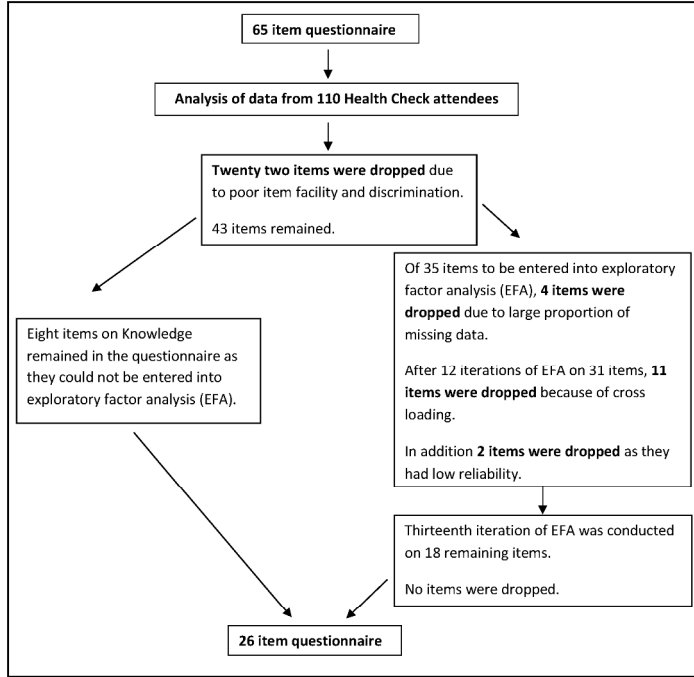 65 item questionnaire
Analysis of data from 110 Health Check attendees
Twenty two items were dropped due
to poor item facility and discrimination.
43 items remained.
Eight items on Knowledge
remained in the questionnaire as
they could not be entered into
exploratory factor analysis (EFA).
Of 35 items to be entered into exploratory
factor analysis (EFA), 4 items were
dropped due to large proportion of
missing data.
After 12 iterations of EFA on 31 items, 11
items were dropped because of cross
loading.
In addition 2 items were dropped as they
had low reliability.
Thirteenth iteration of EFA was conducted
on 18 remaining items.
No items were dropped.
26 item questionnaire